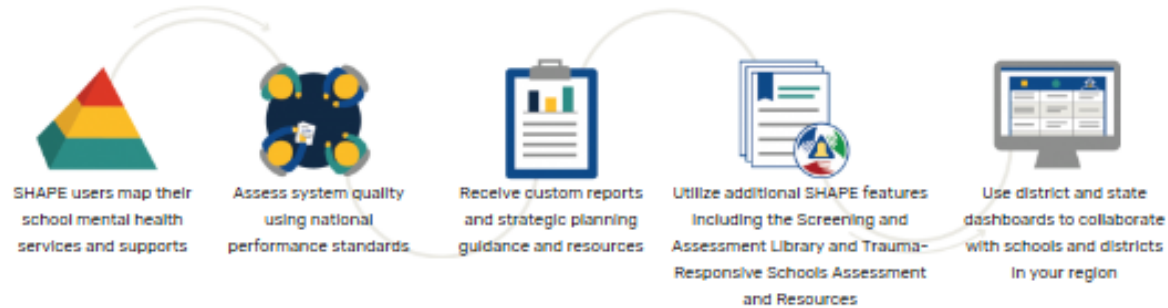 SHAPE users map their
school mental health
services and supports
Assess system quality
using national
performance standards
Receive custom reports
and strategic planning
guidance and resources
Utilize additional SHAPE features
including the Screening and
Assessment Library and Trauma-
Responsive Schools Assessment
and Resources
Use district and state
dashboards to collaborate
with schools and districts
in your region